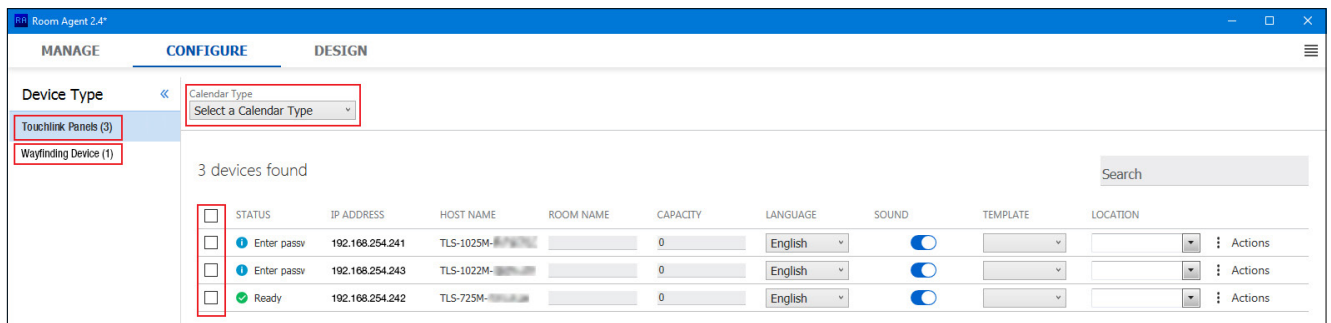 RA Room Agent 2.4*
MANAGE CONFIGURE DESIGN
Device Type «
Touchlink Panels (3)
Wayfinding Device (1)
Calendar Type
Select a Calendar Type
3 devices found
Search
STATUS IP ADDRESS HOST NAME ROOM NAME CAPACITY LANGUAGE SOUND TEMPLATE LOCATION
Enter passv 192.168.254.241 TLS-1025M- 0 English Actions
Enter passv 192.168.254.243 TLS-1022M- 0 English Actions
Ready 192.168.254.242 TLS-725M- 0 English Actions